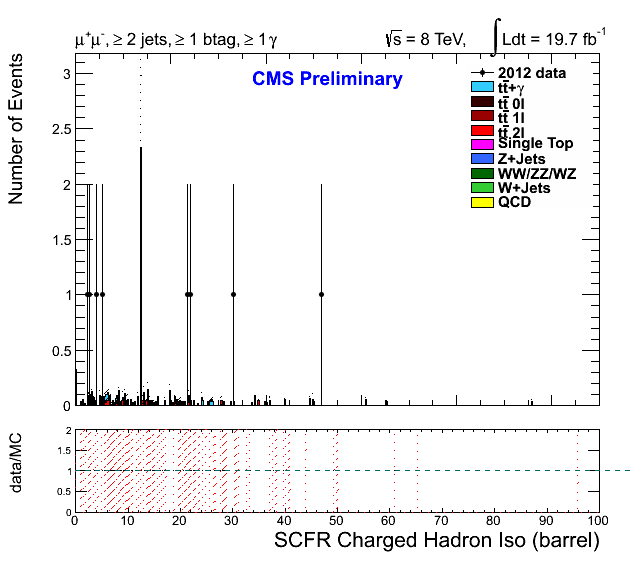 μ⁺μ⁻, ≥ 2 jets, ≥ 1 btag, ≥ 1 γ
√s = 8 TeV, ∫ Ldt = 19.7 fb⁻¹
CMS Preliminary
Number of Events
3
2.5
2
1.5
1
0.5
0
2012 data
tt̄+γ
tt̄ 0l
tt̄ 1l
tt̄ 2l
Single Top
Z+Jets
WW/ZZ/WZ
W+Jets
QCD
data/MC
2
1.5
1
0.5
0
0 10 20 30 40 50 60 70 80 90 100
SCFR Charged Hadron Iso (barrel)